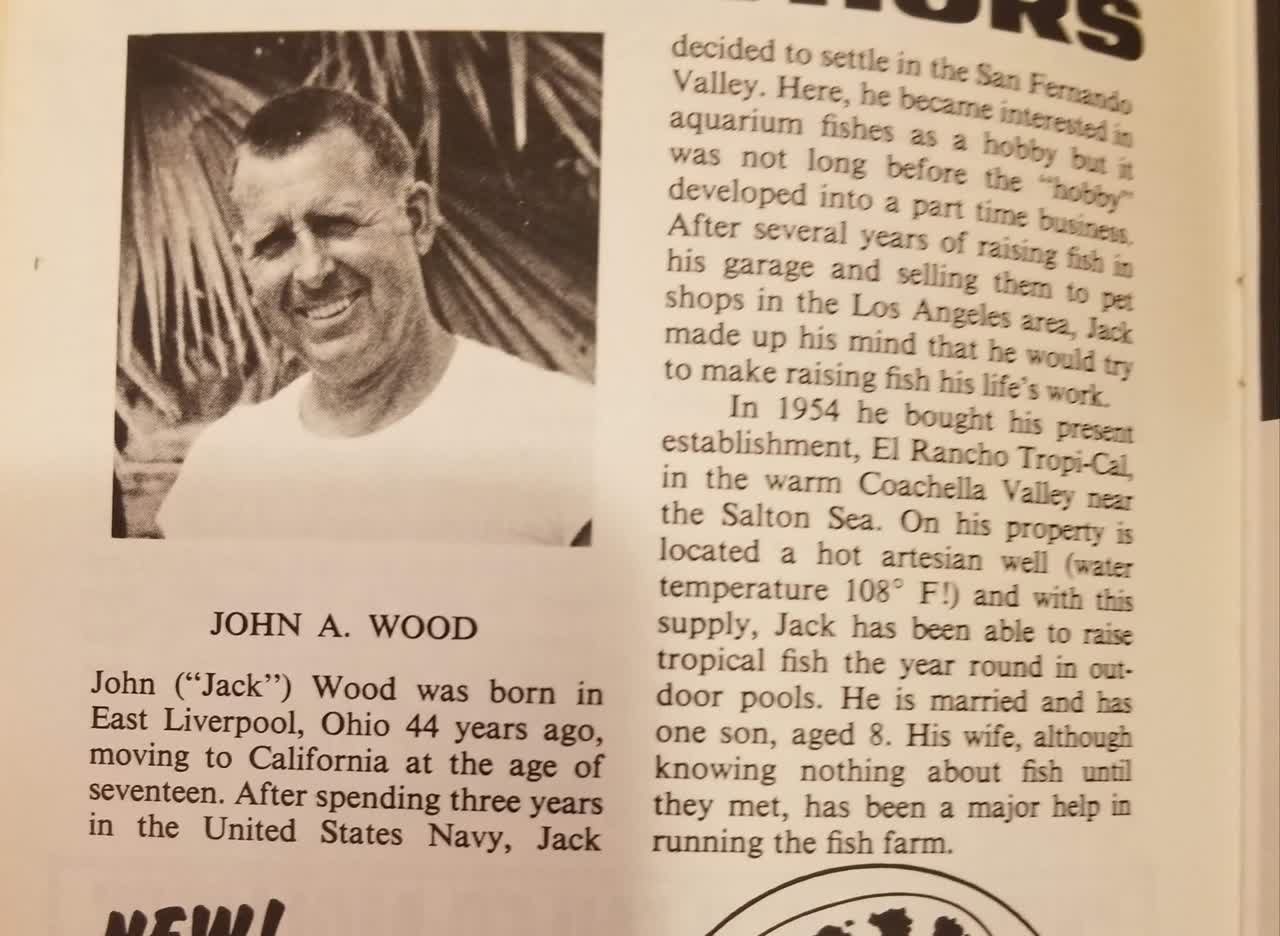 JOHN A. WOOD
John (“Jack”) Wood was born in
East Liverpool, Ohio 44 years ago,
moving to California at the age of
seventeen. After spending three years
in the United States Navy, Jack
decided to settle in the San Fernando
Valley. Here, he became interested in
aquarium fishes as a hobby but it
was not long before the “hobby”
developed into a part time business.
After several years of raising fish in
his garage and selling them to pet
shops in the Los Angeles area, Jack
made up his mind that he would try
to make raising fish his life’s work.
In 1954 he bought his present
establishment, El Rancho Tropi-Cal,
in the warm Coachella Valley near
the Salton Sea. On his property is
located a hot artesian well (water
temperature 108° F!) and with this
supply, Jack has been able to raise
tropical fish the year round in out-
door pools. He is married and has
one son, aged 8. His wife, although
knowing nothing about fish until
they met, has been a major help in
running the fish farm.
NEW!